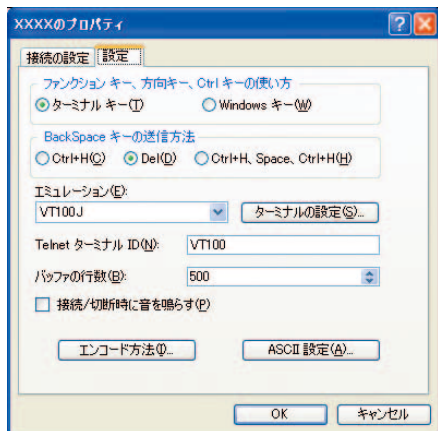 XXXXのプロパティ
接続の設定 設定
ファンクション キー、方向キー、Ctrl キーの使い方
ターミナル キー(T) Windows キー(W)
BackSpace キーの送信方法
Ctrl+H(C) Del(D) Ctrl+H、Space、Ctrl+H(H)
エミュレーション(E):
VT100J ターミナルの設定(S)...
Telnet ターミナル ID(N): VT100
バッファの行数(B): 500
接続/切断時に音を鳴らす(P)
エンコード方法(I)... ASCII 設定(A)...
OK キャンセル